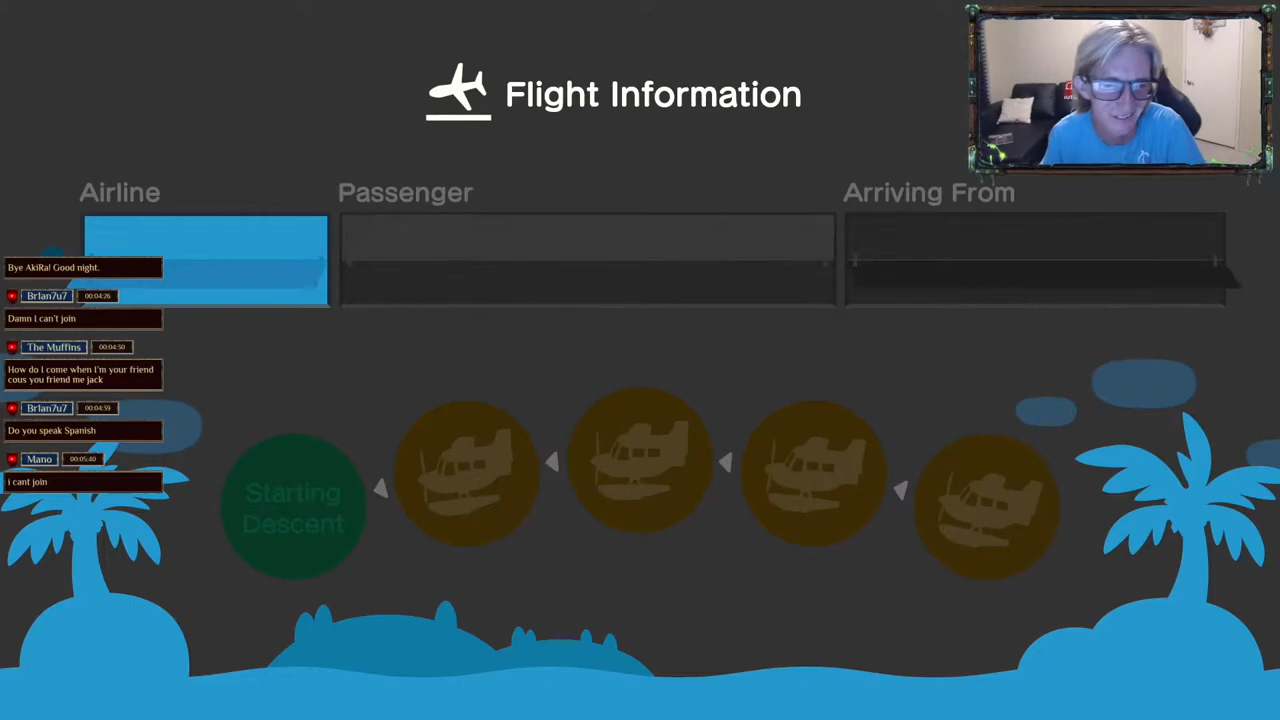 Flight Information
Airline
Passenger
Arriving From
Bye AkiRa! Good night.
Br1an7u7 00:04:26
Damn I can't join
The Muffins 00:04:50
How do I come when I'm your friend
cous you friend me jack
Br1an7u7 00:04:59
Do you speak Spanish
Mano 00:05:40
i cant join
Starting
Descent